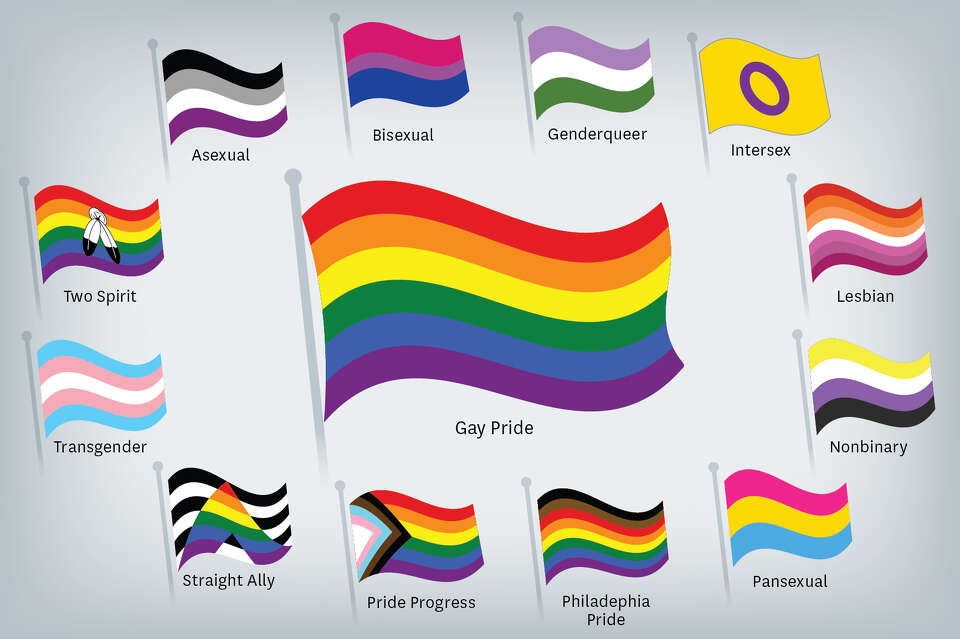 Asexual
Bisexual
Genderqueer
Intersex
Two Spirit
Lesbian
Transgender
Gay Pride
Nonbinary
Straight Ally
Pride Progress
Philadephia
Pride
Pansexual